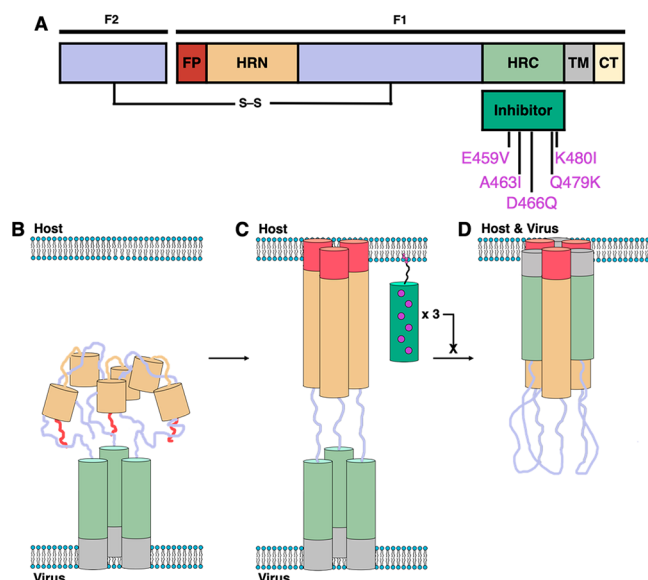 F2
F1
A
FP
HRN
HRC
TM
CT
S–S
Inhibitor
E459V
K480I
A463I
Q479K
D466Q
B
Host
C
Host
D
Host & Virus
x 3
X
Virus
Virus